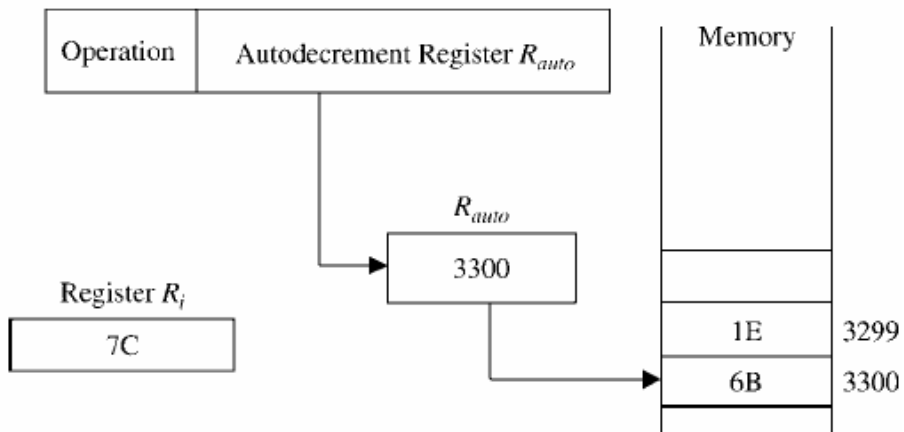 Operation
Autodecrement Register R_auto
Memory
R_auto
3300
Register R_i
7C
1E 3299
6B 3300